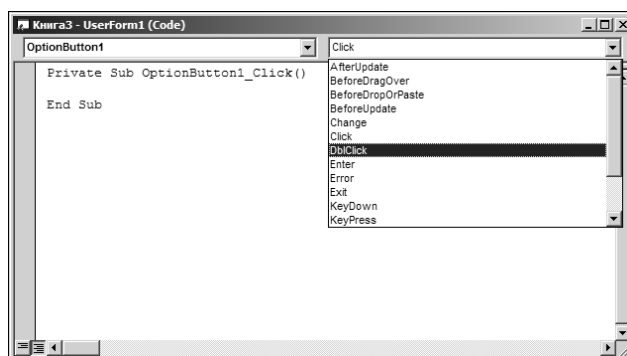 Книга3 - UserForm1 (Code)
OptionButton1 Click
Private Sub OptionButton1_Click()
End Sub
AfterUpdate
BeforeDragOver
BeforeDropOrPaste
BeforeUpdate
Change
Click
DblClick
Enter
Error
Exit
KeyDown
KeyPress